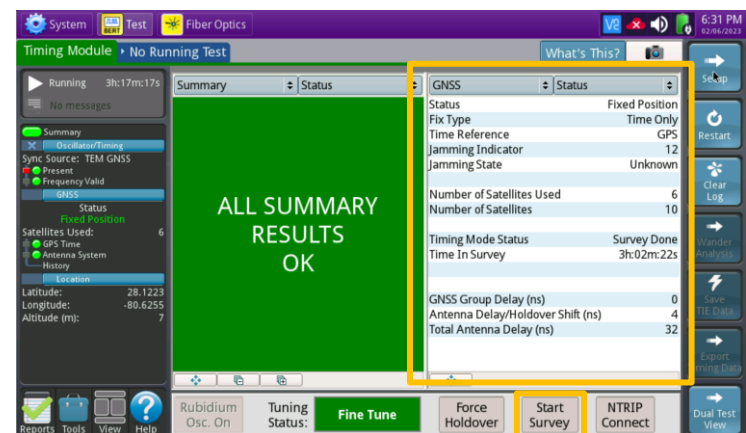 System
Test
Fiber Optics
V2
6:31 PM
02/06/2023
Timing Module
No Running Test
What's This?
Running 3h:17m:17s
No messages
Summary
Oscillator/Timing
Sync Source: TEM GNSS
Present
Frequency Valid
GNSS
Status
Fixed Position
Satellites Used: 6
GPS Time
Antenna System
History
Location
Latitude: 28.1223
Longitude: -80.6255
Altitude (m): 7
Summary
Status
ALL SUMMARY
RESULTS
OK
GNSS
Status
Status Fixed Position
Fix Type Time Only
Time Reference GPS
Jamming Indicator 12
Jamming State Unknown
Number of Satellites Used 6
Number of Satellites 10
Timing Mode Status Survey Done
Time In Survey 3h:02m:22s
GNSS Group Delay (ns) 0
Antenna Delay/Holdover Shift (ns) 4
Total Antenna Delay (ns) 32
Restart
Clear
Log
Wander
Analysis
Save
TIE Data
Export
Data
Dual Test
View
Reports
Tools
View
Help
Rubidium
Osc. On
Tuning
Status:
Fine Tune
Force
Holdover
Start
Survey
NTRIP
Connect